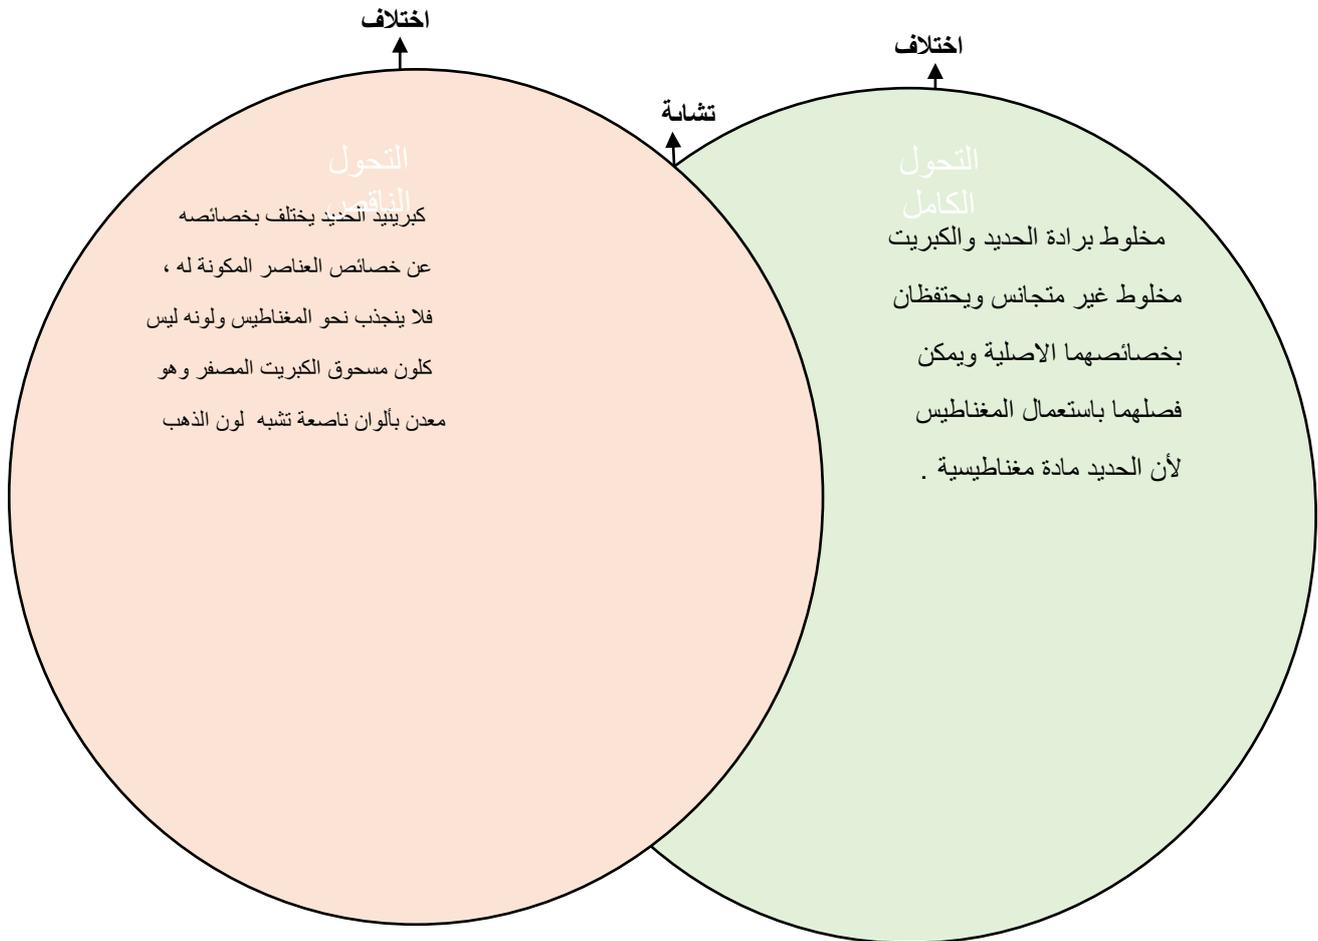 اختلاف
اختلاف
تشابة
التحول
الكامل
مخلوط برادة الحديد والكبريت
مخلوط غير متجانس ويحتفظان
بخصائصهما الاصلية ويمكن
فصلهما باستعمال المغناطيس
لأن الحديد مادة مغناطيسية .
التحول
الناقص
كبريتيد الحديد يختلف بخصائصه
عن خصائص العناصر المكونة له ،
فلا ينجذب نحو المغناطيس ولونه ليس
كلون مسحوق الكبريت المصفر وهو
معدن بألوان ناصعة تشبه لون الذهب